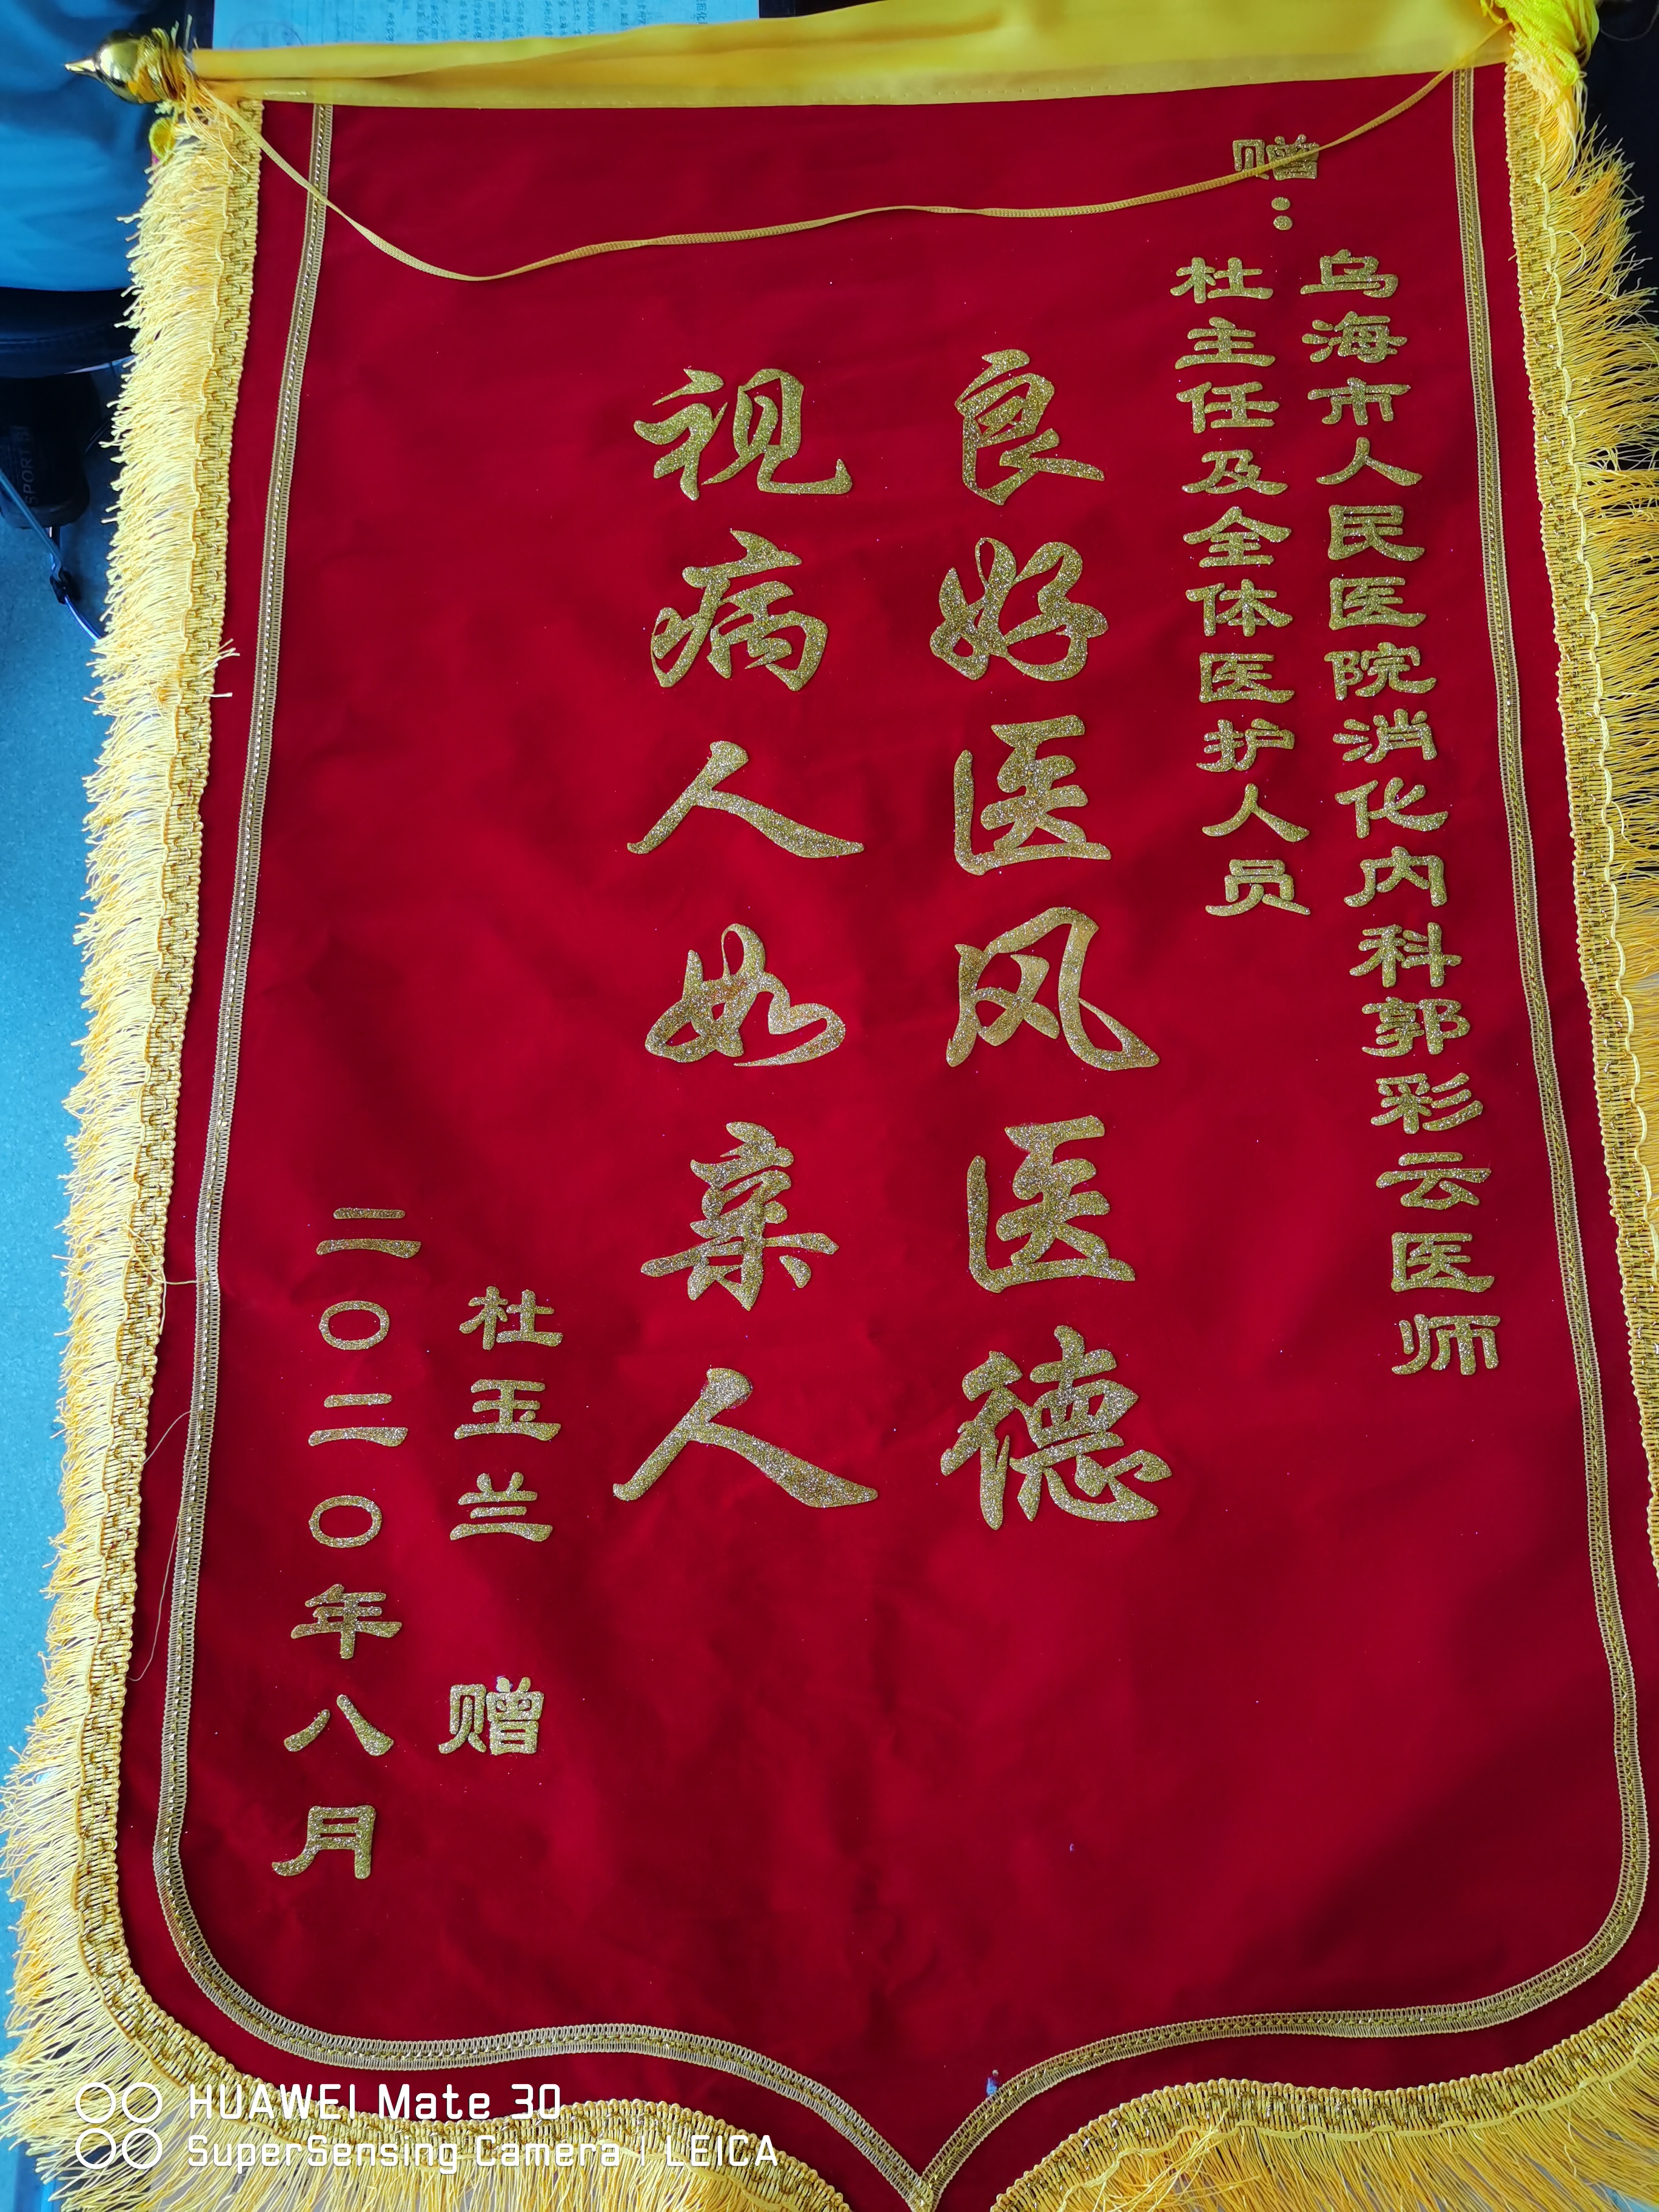 赠：
乌海市人民医院消化内科郭彩云医师
杜主任及全体医护人员
良好医风医德
视病人如亲人
杜玉兰 赠
二〇二〇年八月
HUAWEI Mate 30
SuperSensing Camera | LEICA